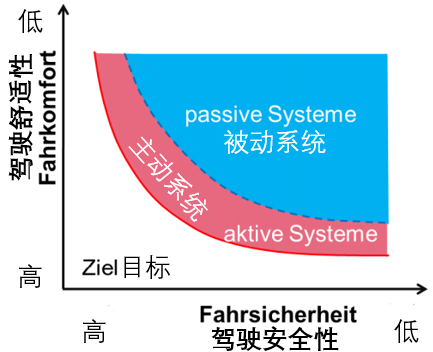 低
驾驶舒适性
Fahrkomfort
passive Systeme
被动系统
主动系统
aktive Systeme
Ziel目标
高
高
Fahrsicherheit
驾驶安全性
低